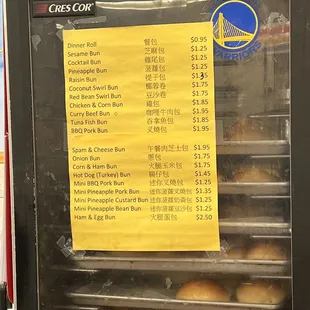 CRES COR
WARRIORS
Dinner Roll 餐包 $0.95
Sesame Bun 芝麻包 $1.25
Cocktail Bun 雞尾包 $1.25
Pineapple Bun 菠蘿包 $1.25
Raisin Bun 提子包 $1.35
Coconut Swirl Bun 椰蓉卷 $1.75
Red Bean Swirl Bun 豆沙卷 $1.75
Chicken & Corn Bun 雞包 $1.85
Curry Beef Bun 咖喱牛肉包 $1.95
Tuna Fish Bun 吞拿魚包 $1.85
BBQ Pork Bun 叉燒包 $1.95
Spam & Cheese Bun 午餐肉芝士包 $1.95
Onion Bun 蔥包 $1.75
Corn & Ham Bun 火腿玉米包 $1.75
Hot Dog (Turkey) Bun 腸仔包 $1.45
Mini BBQ Pork Bun 迷你叉燒包 $1.25
Mini Pineapple Pork Bun 迷你菠蘿叉燒包 $1.35
Mini Pineapple Custard Bun 迷你菠蘿奶黃包 $1.25
Mini Pineapple Bean Bun 迷你菠蘿豆沙包 $1.25
Ham & Egg Bun 火腿蛋包 $2.50